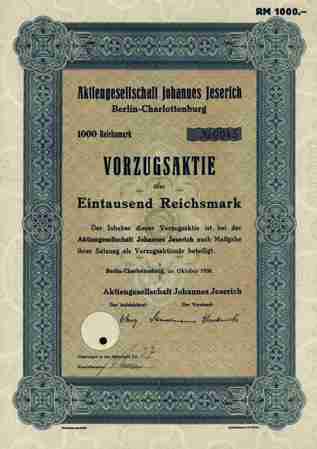 RM 1000,–
Aktiengesellschaft Johannes Jeserich
Berlin-Charlottenburg
1000 Reichsmark
VORZUGSAKTIE
über
Eintausend Reichsmark
Der Inhaber dieser Vorzugsaktie ist bei der
Aktiengesellschaft Johannes Jeserich nach Maßgabe
ihrer Satzung als Vorzugsaktionär beteiligt.
Berlin-Charlottenburg, im Oktober
Aktiengesellschaft Johannes Jeserich
Der Aufsichtsrat Der Vorstand